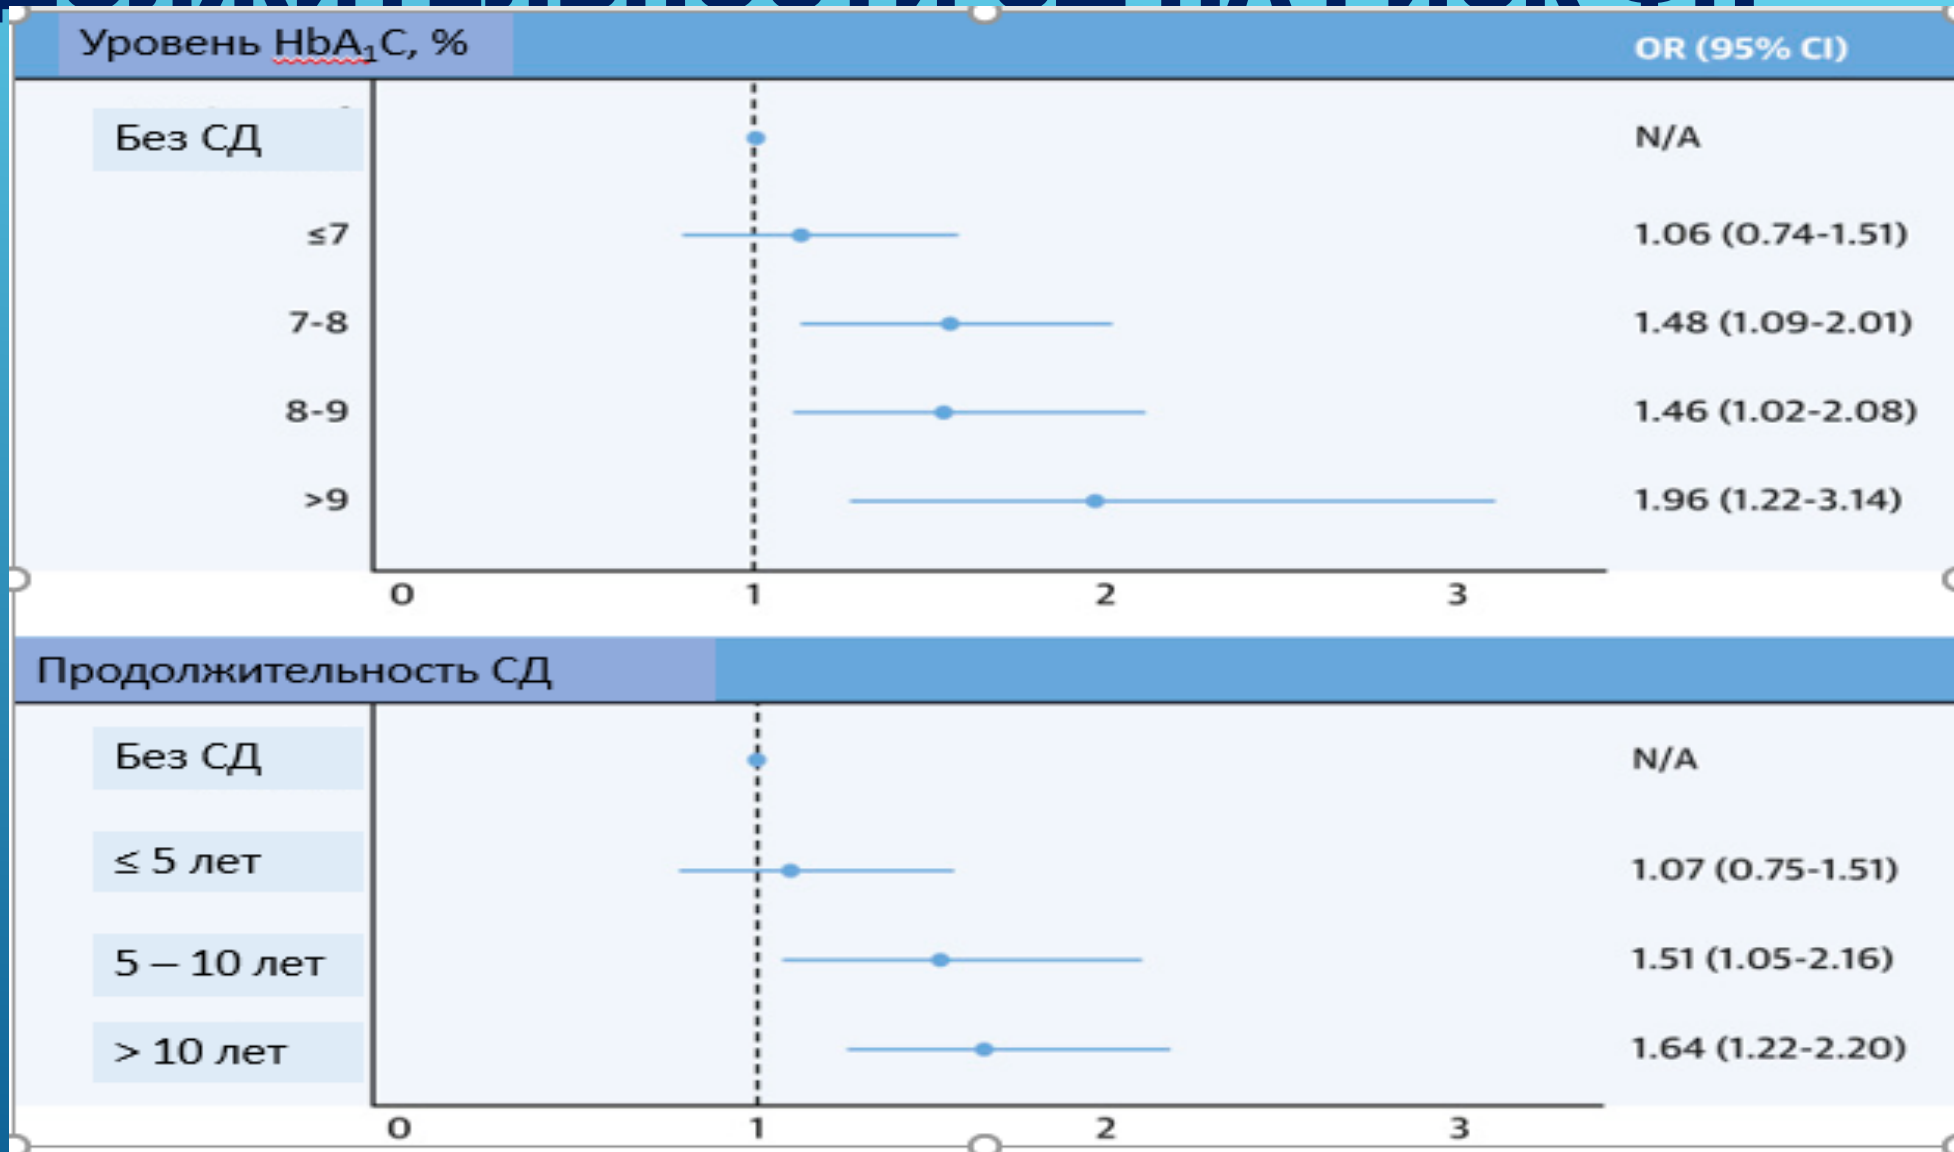 Уровень HbA₁C, % OR (95% CI)
Без СД N/A
≤7 1.06 (0.74-1.51)
7-8 1.48 (1.09-2.01)
8-9 1.46 (1.02-2.08)
>9 1.96 (1.22-3.14)
0 1 2 3
Продолжительность СД
Без СД N/A
≤ 5 лет 1.07 (0.75-1.51)
5 – 10 лет 1.51 (1.05-2.16)
> 10 лет 1.64 (1.22-2.20)
0 1 2 3